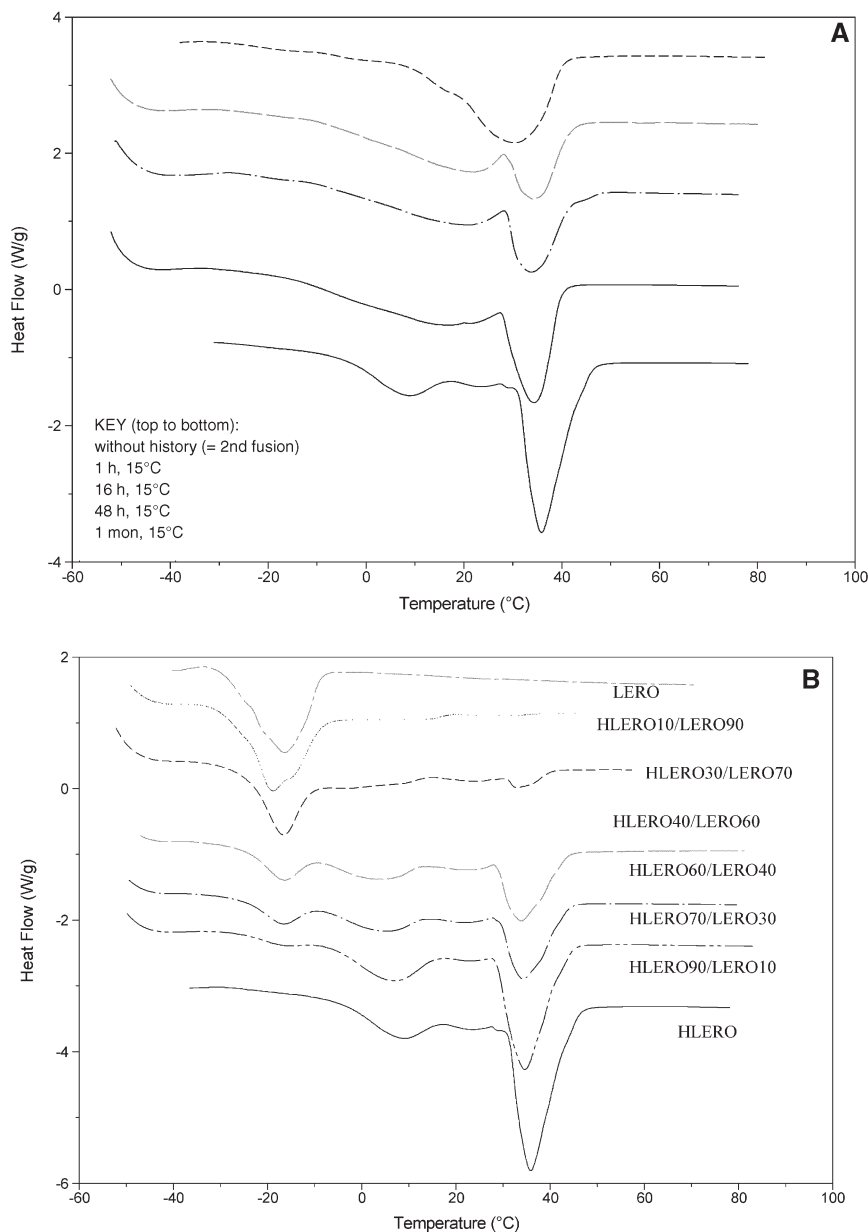 A
4
2
0
-2
-4
Heat Flow (W/g)
KEY (top to bottom):
without history (= 2nd fusion)
1 h, 15°C
16 h, 15°C
48 h, 15°C
1 mon, 15°C
-60 -40 -20 0 20 40 60 80 100
Temperature (°C)
B
2
0
-2
-4
-6
Heat Flow (W/g)
LERO
HLERO10/LERO90
HLERO30/LERO70
HLERO40/LERO60
HLERO60/LERO40
HLERO70/LERO30
HLERO90/LERO10
HLERO
-60 -40 -20 0 20 40 60 80 100
Temperature (°C)